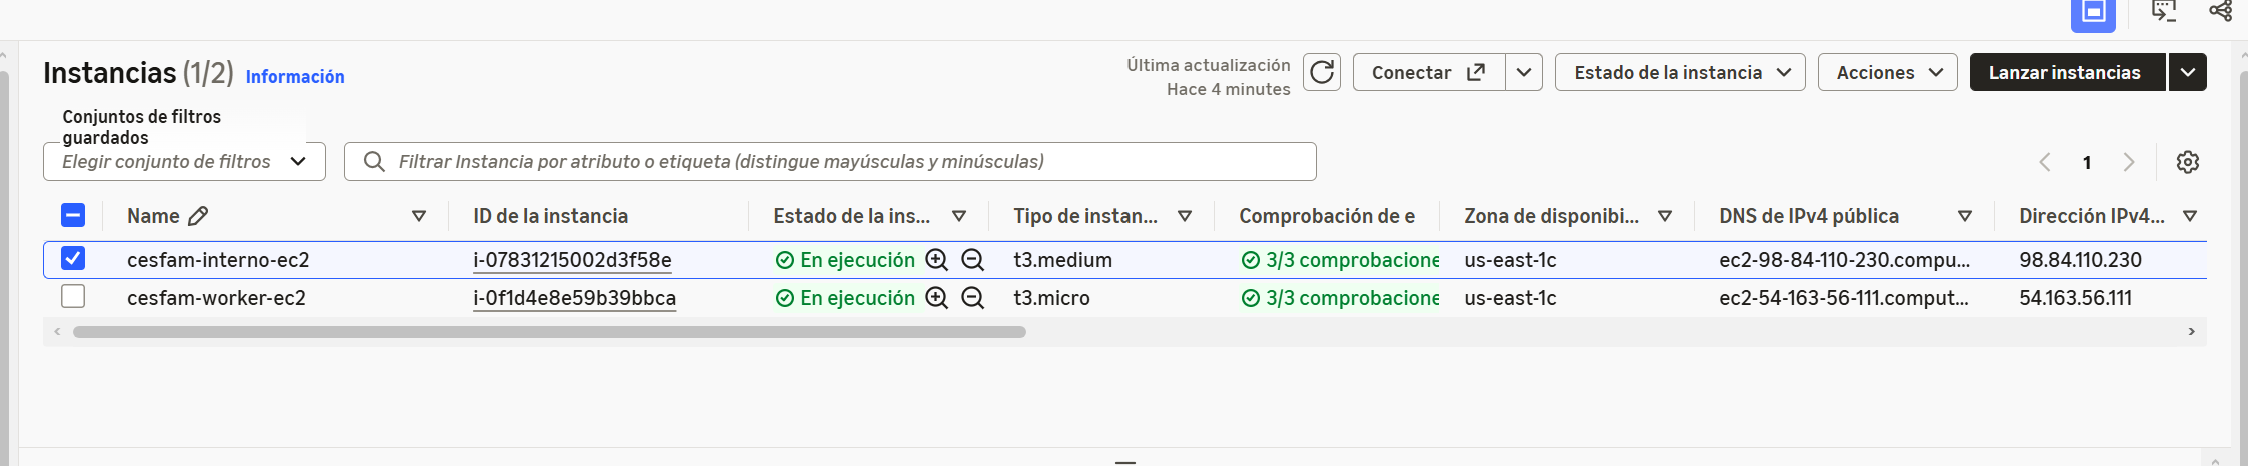 Instancias (1/2) Información
Última actualización
Hace 4 minutes
Conectar
Estado de la instancia
Acciones
Lanzar instancias
Conjuntos de filtros
guardados
Elegir conjunto de filtros
Filtrar Instancia por atributo o etiqueta (distingue mayúsculas y minúsculas)
1
Name ID de la instancia Estado de la ins... Tipo de instan... Comprobación de e Zona de disponibi... DNS de IPv4 pública Dirección IPv4...
cesfam-interno-ec2 i-07831215002d3f58e En ejecución t3.medium 3/3 comprobacione us-east-1c ec2-98-84-110-230.compu... 98.84.110.230
cesfam-worker-ec2 i-0f1d4e8e59b39bbca En ejecución t3.micro 3/3 comprobacione us-east-1c ec2-54-163-56-111.comput... 54.163.56.111